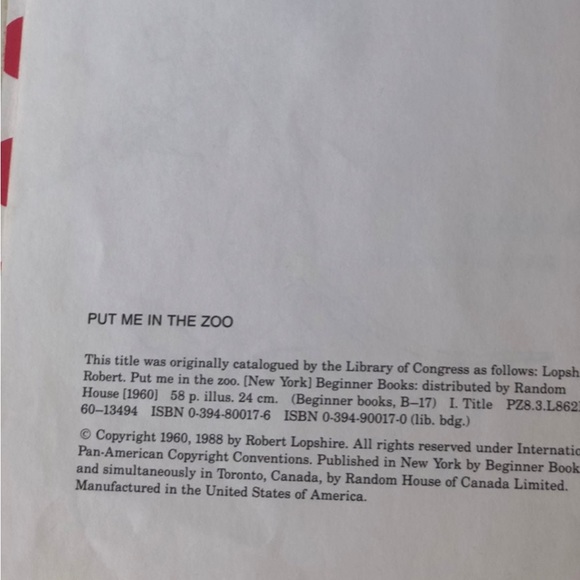 PUT ME IN THE ZOO
This title was originally catalogued by the Library of Congress as follows: Lopsh
Robert. Put me in the zoo. [New York] Beginner Books: distributed by Random
House [1960] 58 p. illus. 24 cm. (Beginner books, B–17) I. Title PZ8.3.L862
60–13494 ISBN 0-394-80017-6 ISBN 0-394-90017-0 (lib. bdg.)
© Copyright 1960, 1988 by Robert Lopshire. All rights reserved under Internatio
Pan-American Copyright Conventions. Published in New York by Beginner Book
and simultaneously in Toronto, Canada, by Random House of Canada Limited.
Manufactured in the United States of America.